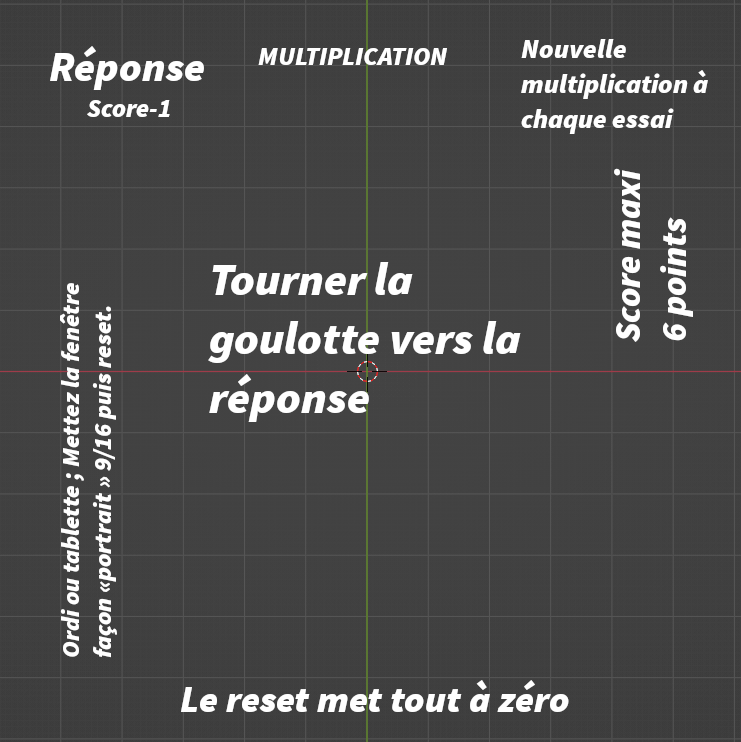 Réponse
Score-1
MULTIPLICATION
Nouvelle
multiplication à
chaque essai
Score maxi
6 points
Tourner la
goulotte vers la
réponse
Ordi ou tablette ; Mettez la fenêtre
façon «portrait » 9/16 puis reset.
Le reset met tout à zéro